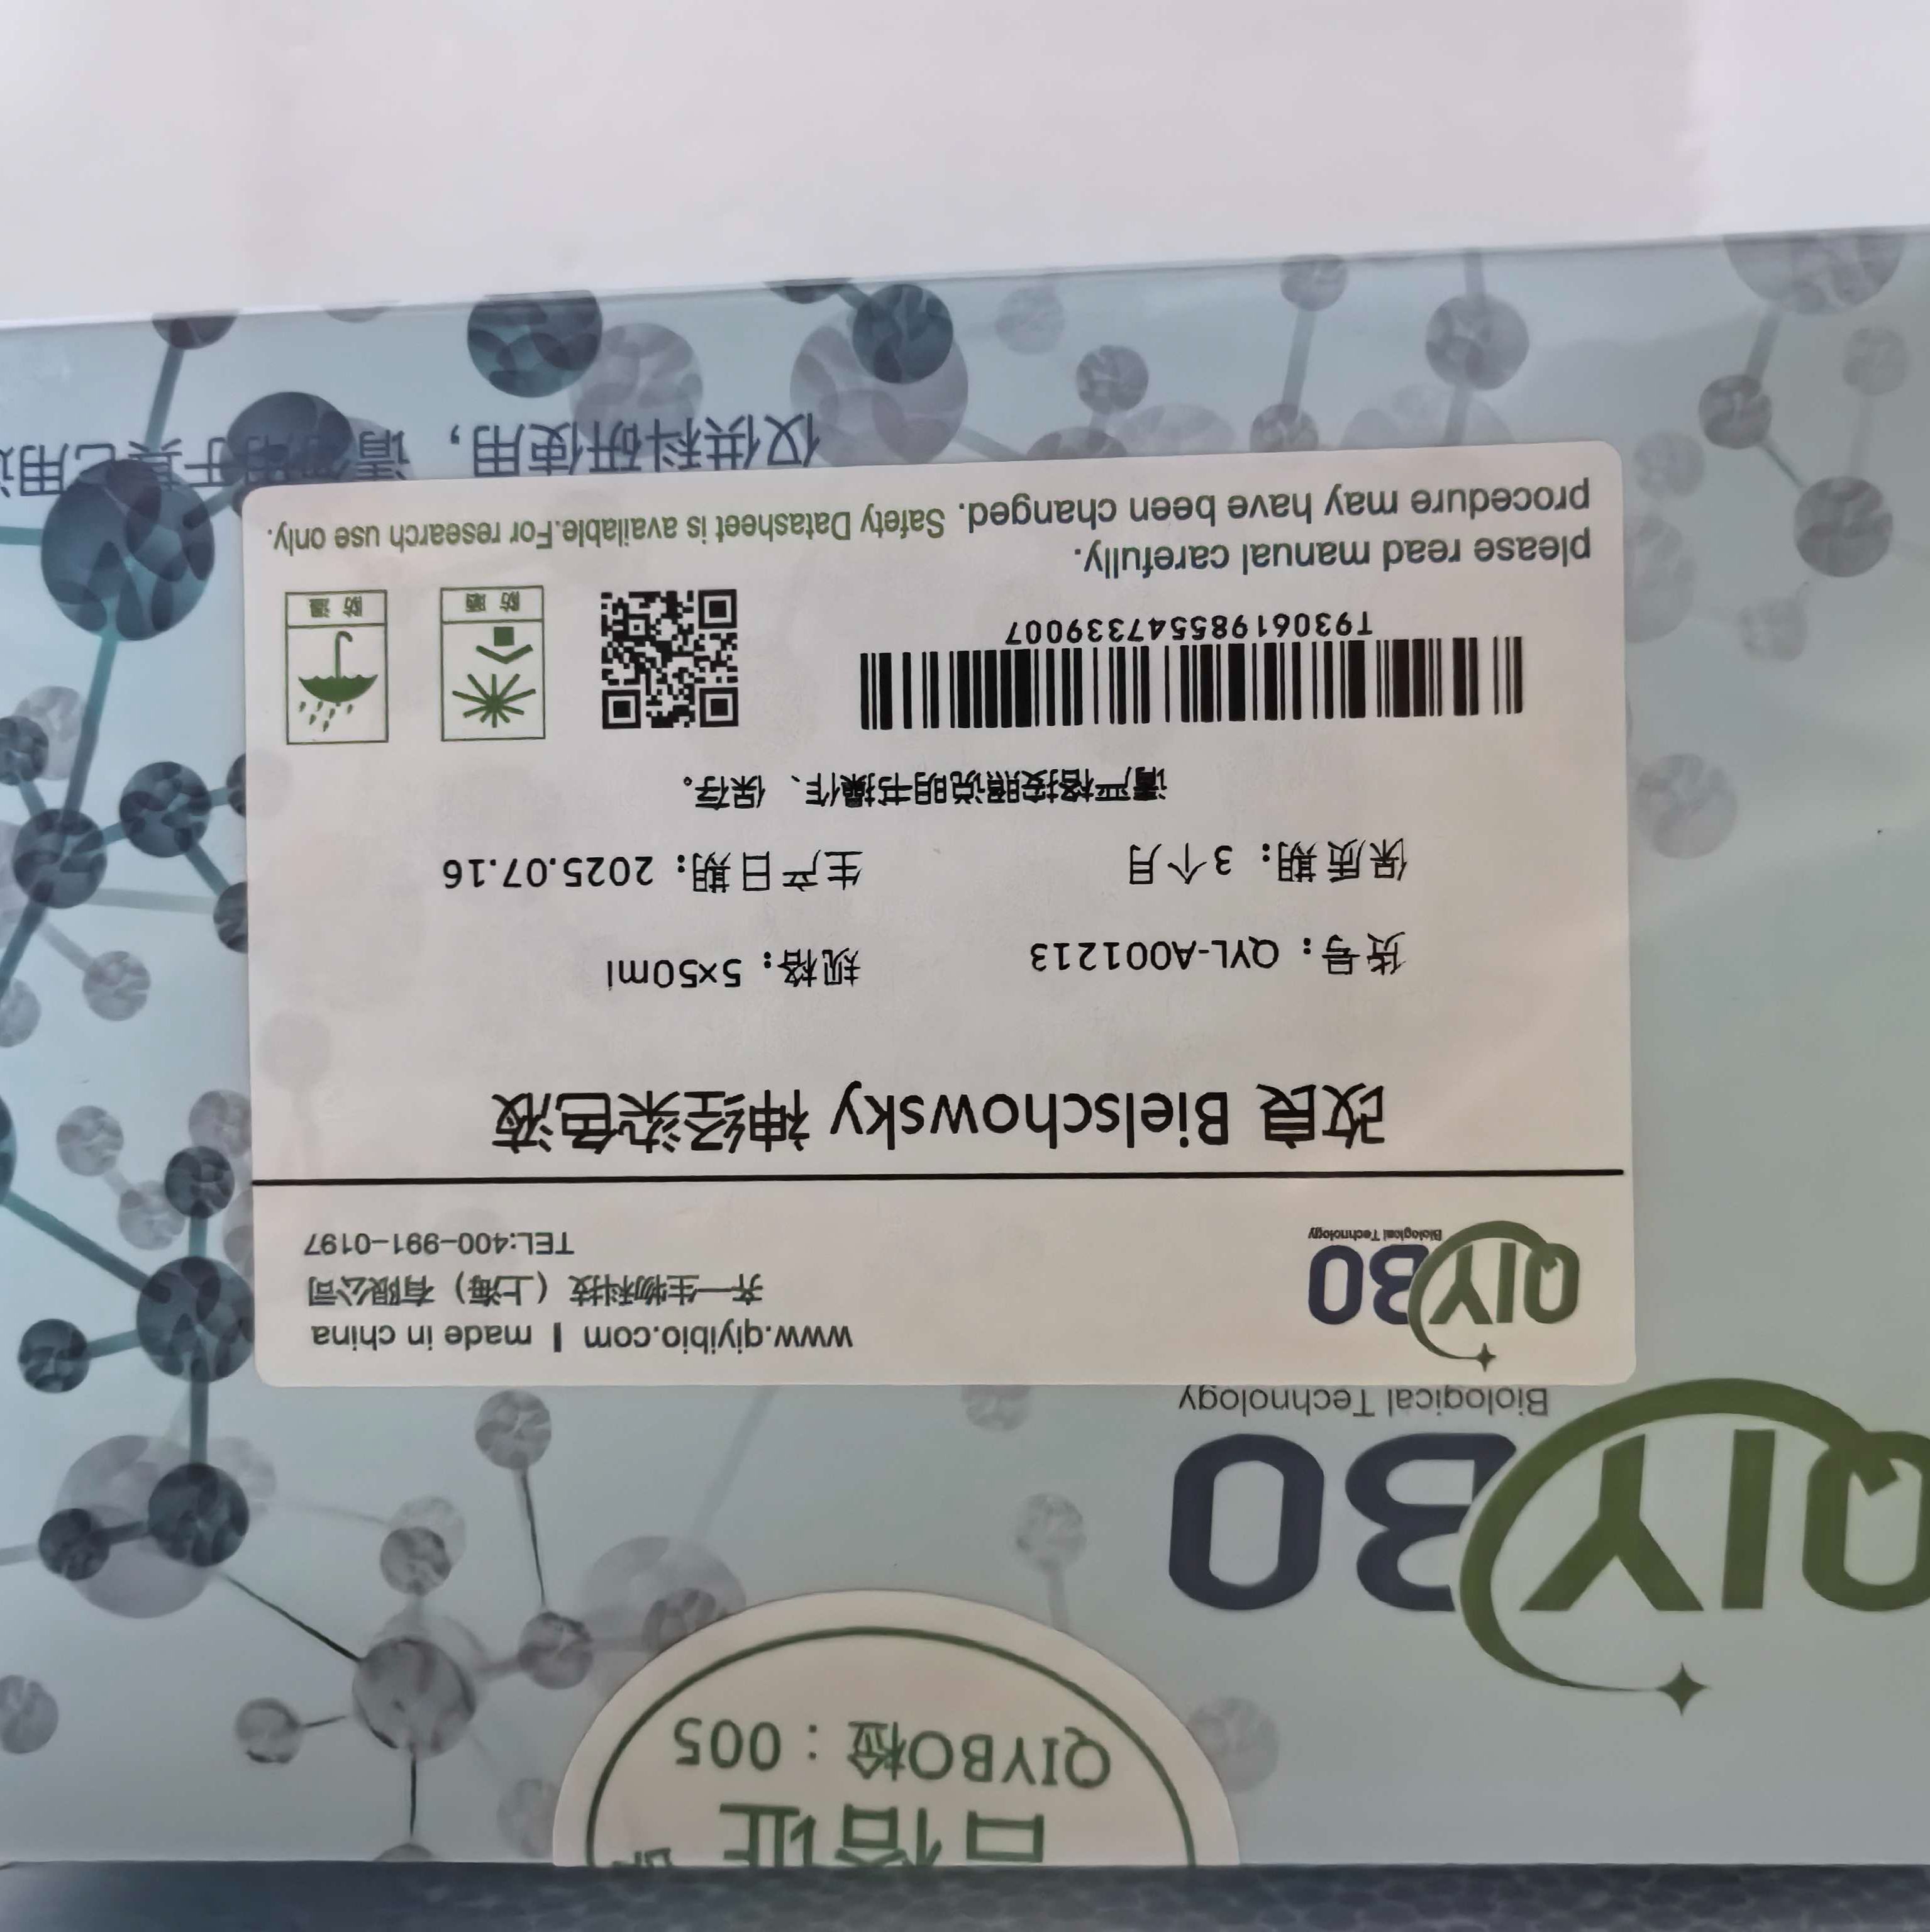 QIYBO检：005
QIYBO
Biological Technology
QIYBO
Biological Technology
www.qiyibio.com | made in china
齐一生物科技（上海）有限公司
TEL:400-991-0197
改良 Bielschowsky 神经染色液
货号：QYL-A001213 规格：5×50ml
保质期：3个月 生产日期：2025.07.16
请严格按照说明书操作、保存。
T93061985547339007
防晒 防湿
please read manual carefully.
procedure may have been changed. Safety Datasheet is available.For research use only.
仅供科研使用，请